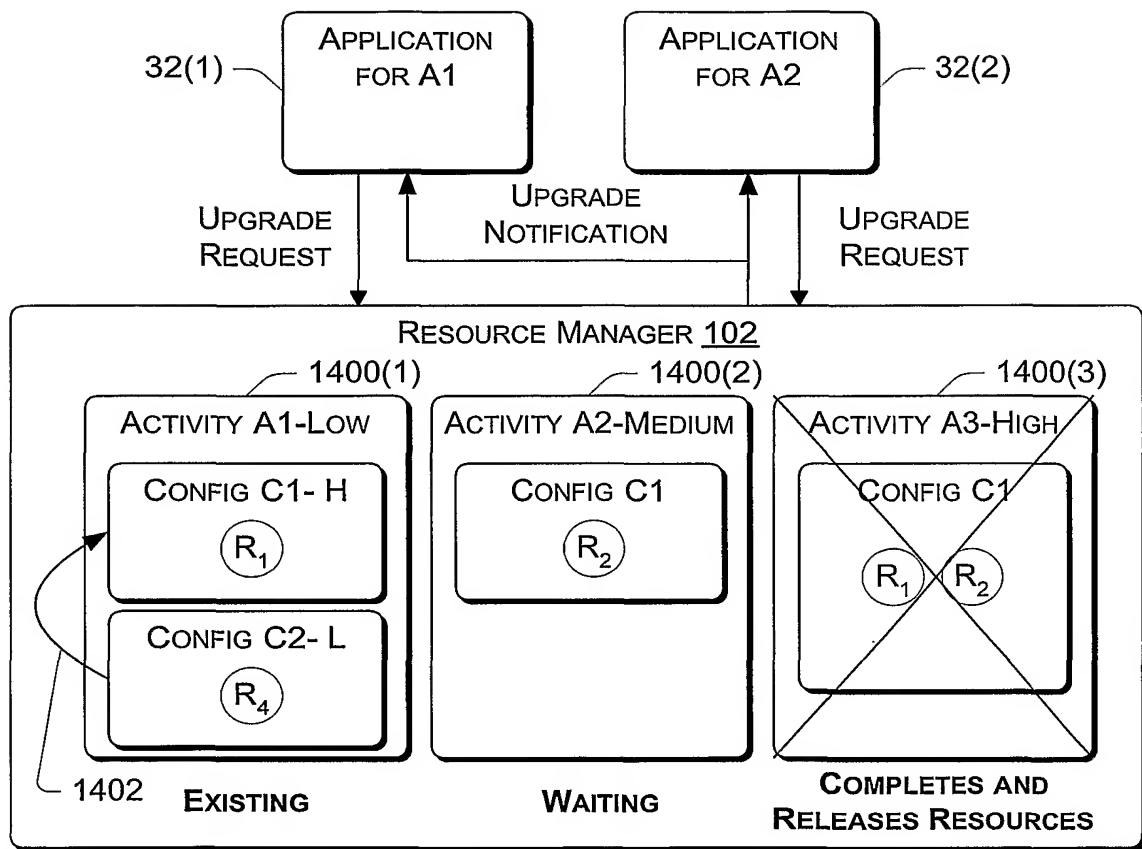 APPLICATION
FOR A1
APPLICATION
FOR A2
32(1)
32(2)
UPGRADE
REQUEST
UPGRADE
NOTIFICATION
UPGRADE
REQUEST
RESOURCE MANAGER 102
1400(1)
1400(2)
1400(3)
ACTIVITY A1-LOW
CONFIG C1- H
R1
CONFIG C2- L
R4
ACTIVITY A2-MEDIUM
CONFIG C1
R2
ACTIVITY A3-HIGH
CONFIG C1
R1 R2
1402
EXISTING
WAITING
COMPLETES AND
RELEASES RESOURCES